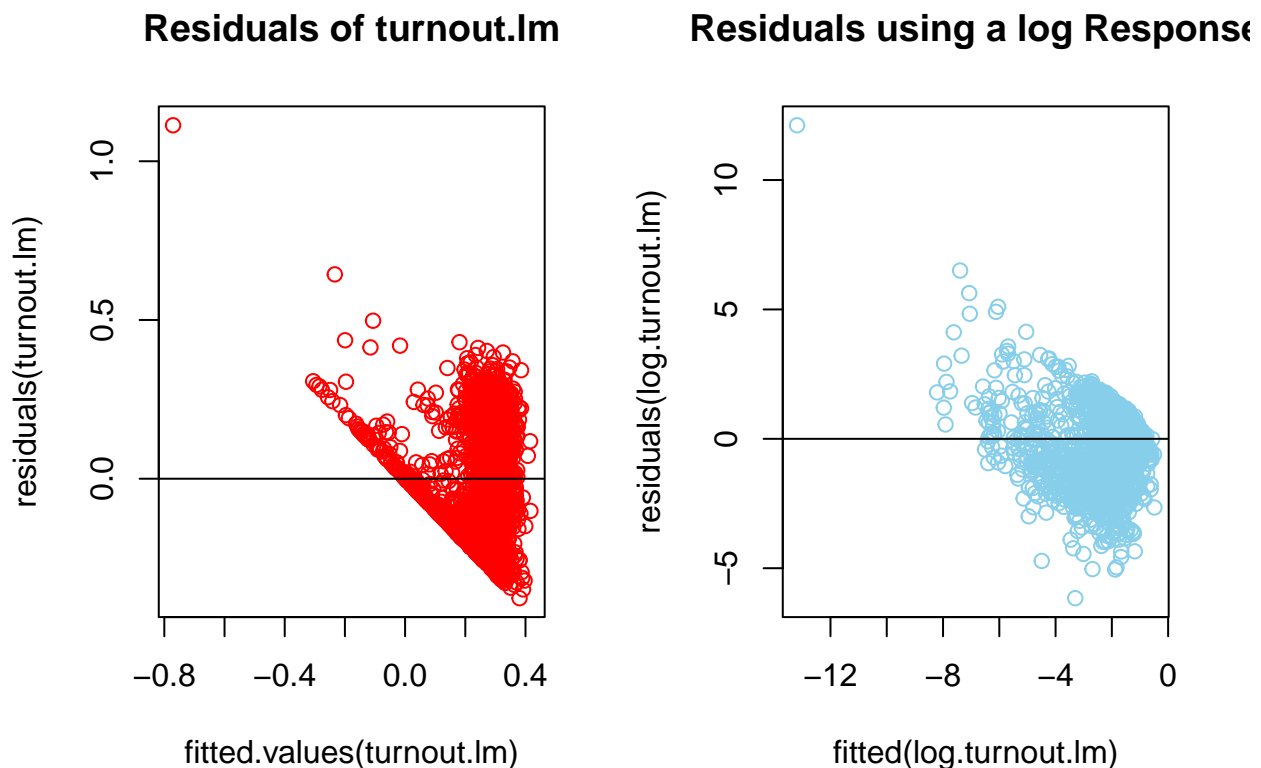 Residuals of turnout.lm
residuals(turnout.lm)
1.0
0.5
0.0
−0.8 −0.4 0.0 0.4
fitted.values(turnout.lm)
Residuals using a log Response
residuals(log.turnout.lm)
10
5
0
−5
−12 −8 −4 0
fitted(log.turnout.lm)